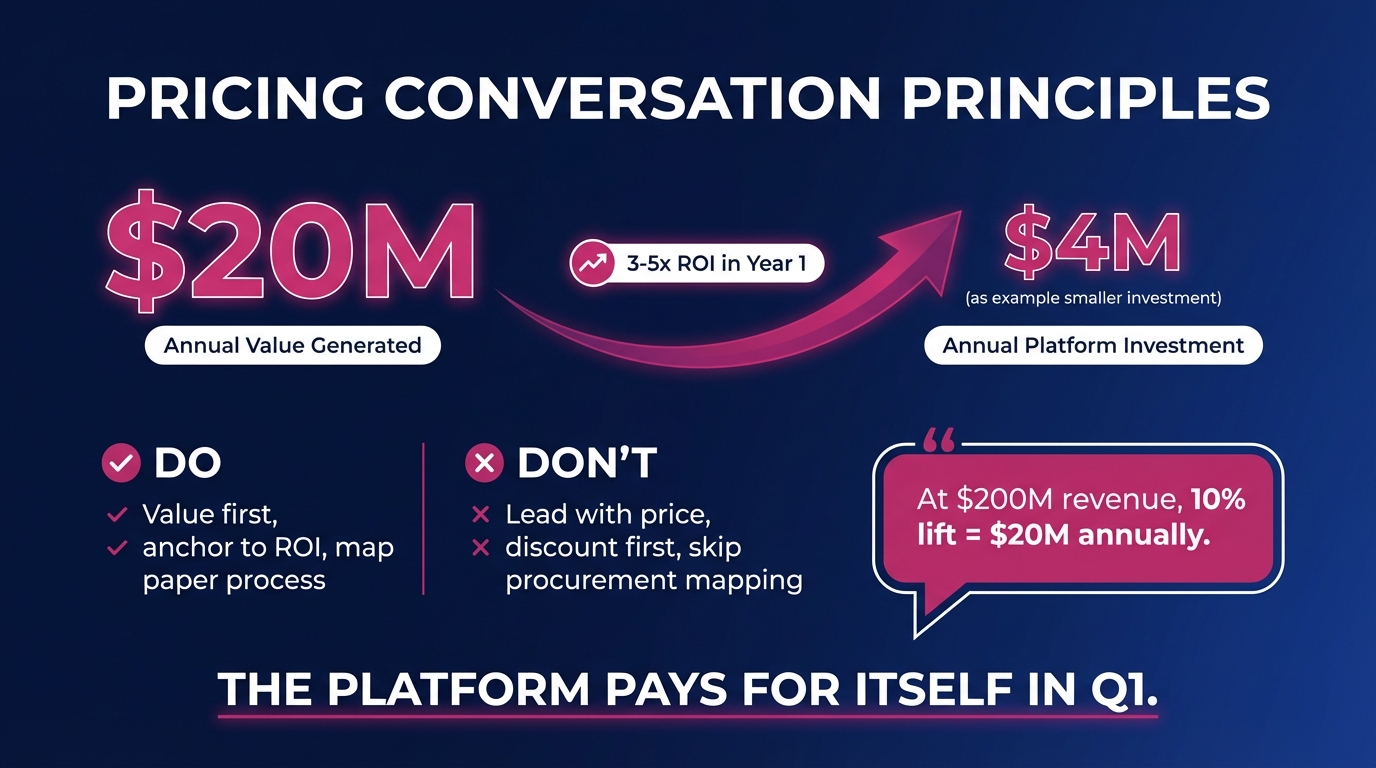 PRICING CONVERSATION PRINCIPLES
$20M
Annual Value Generated
3-5x ROI in Year 1
$4M
(as example smaller investment)
Annual Platform Investment
DO
Value first,
anchor to ROI, map
paper process
DON’T
Lead with price,
discount first, skip
procurement mapping
“
At $200M revenue, 10%
lift = $20M annually.
THE PLATFORM PAYS FOR ITSELF IN Q1.